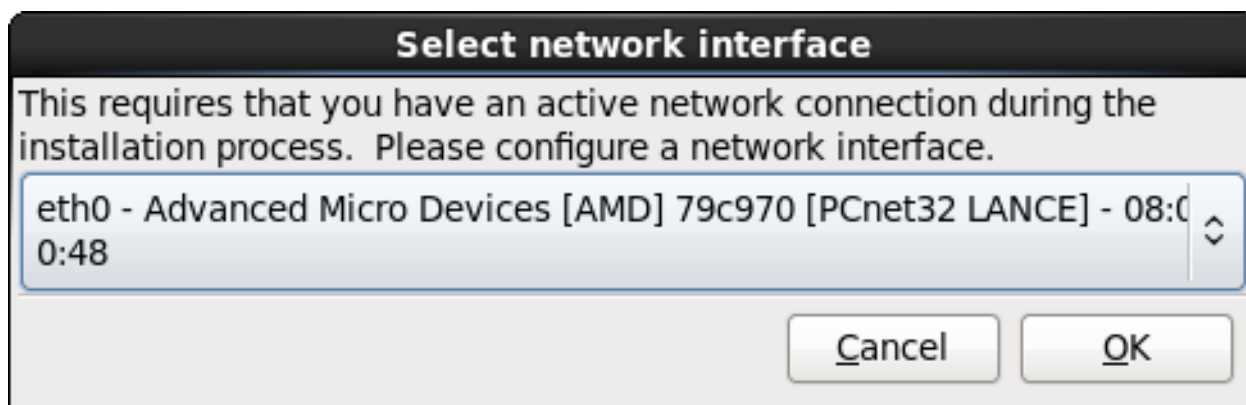 Select network interface
This requires that you have an active network connection during the
installation process.  Please configure a network interface.
eth0 - Advanced Micro Devices [AMD] 79c970 [PCnet32 LANCE] - 08:0
0:48
Cancel
OK